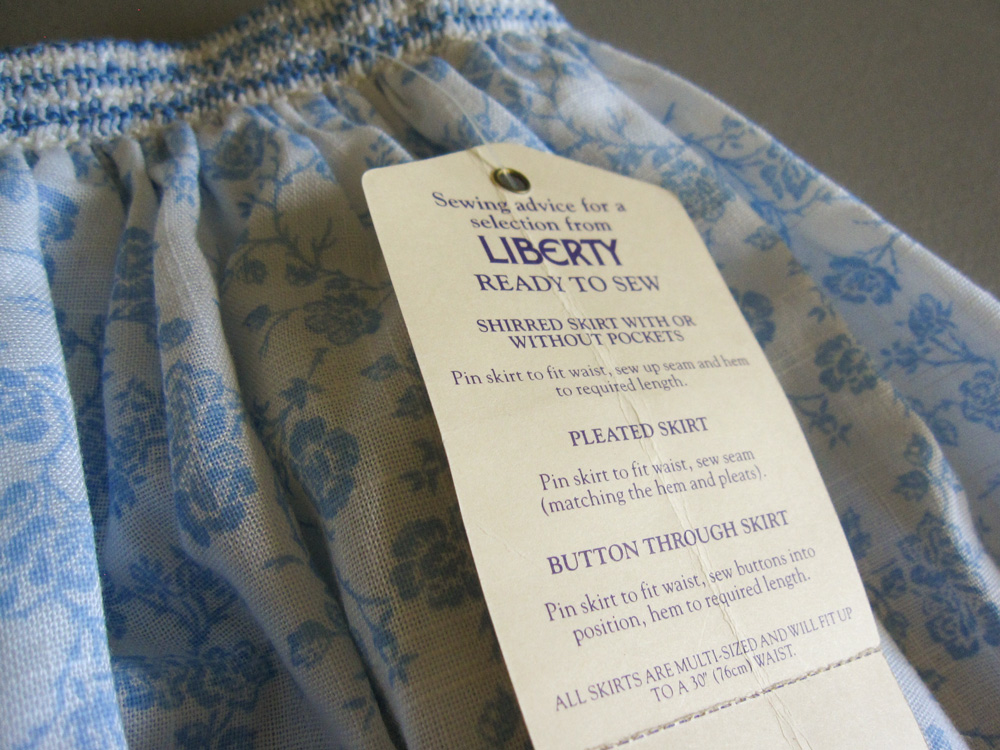 Sewing advice for a
selection from
LIBERTY
READY TO SEW
SHIRRED SKIRT WITH OR
WITHOUT POCKETS
Pin skirt to fit waist, sew up seam and hem
to required length.
PLEATED SKIRT
Pin skirt to fit waist, sew seam
(matching the hem and pleats).
BUTTON THROUGH SKIRT
Pin skirt to fit waist, sew buttons into
position, hem to required length.
ALL SKIRTS ARE MULTI-SIZED AND WILL FIT UP
TO A 30" (76cm) WAIST.